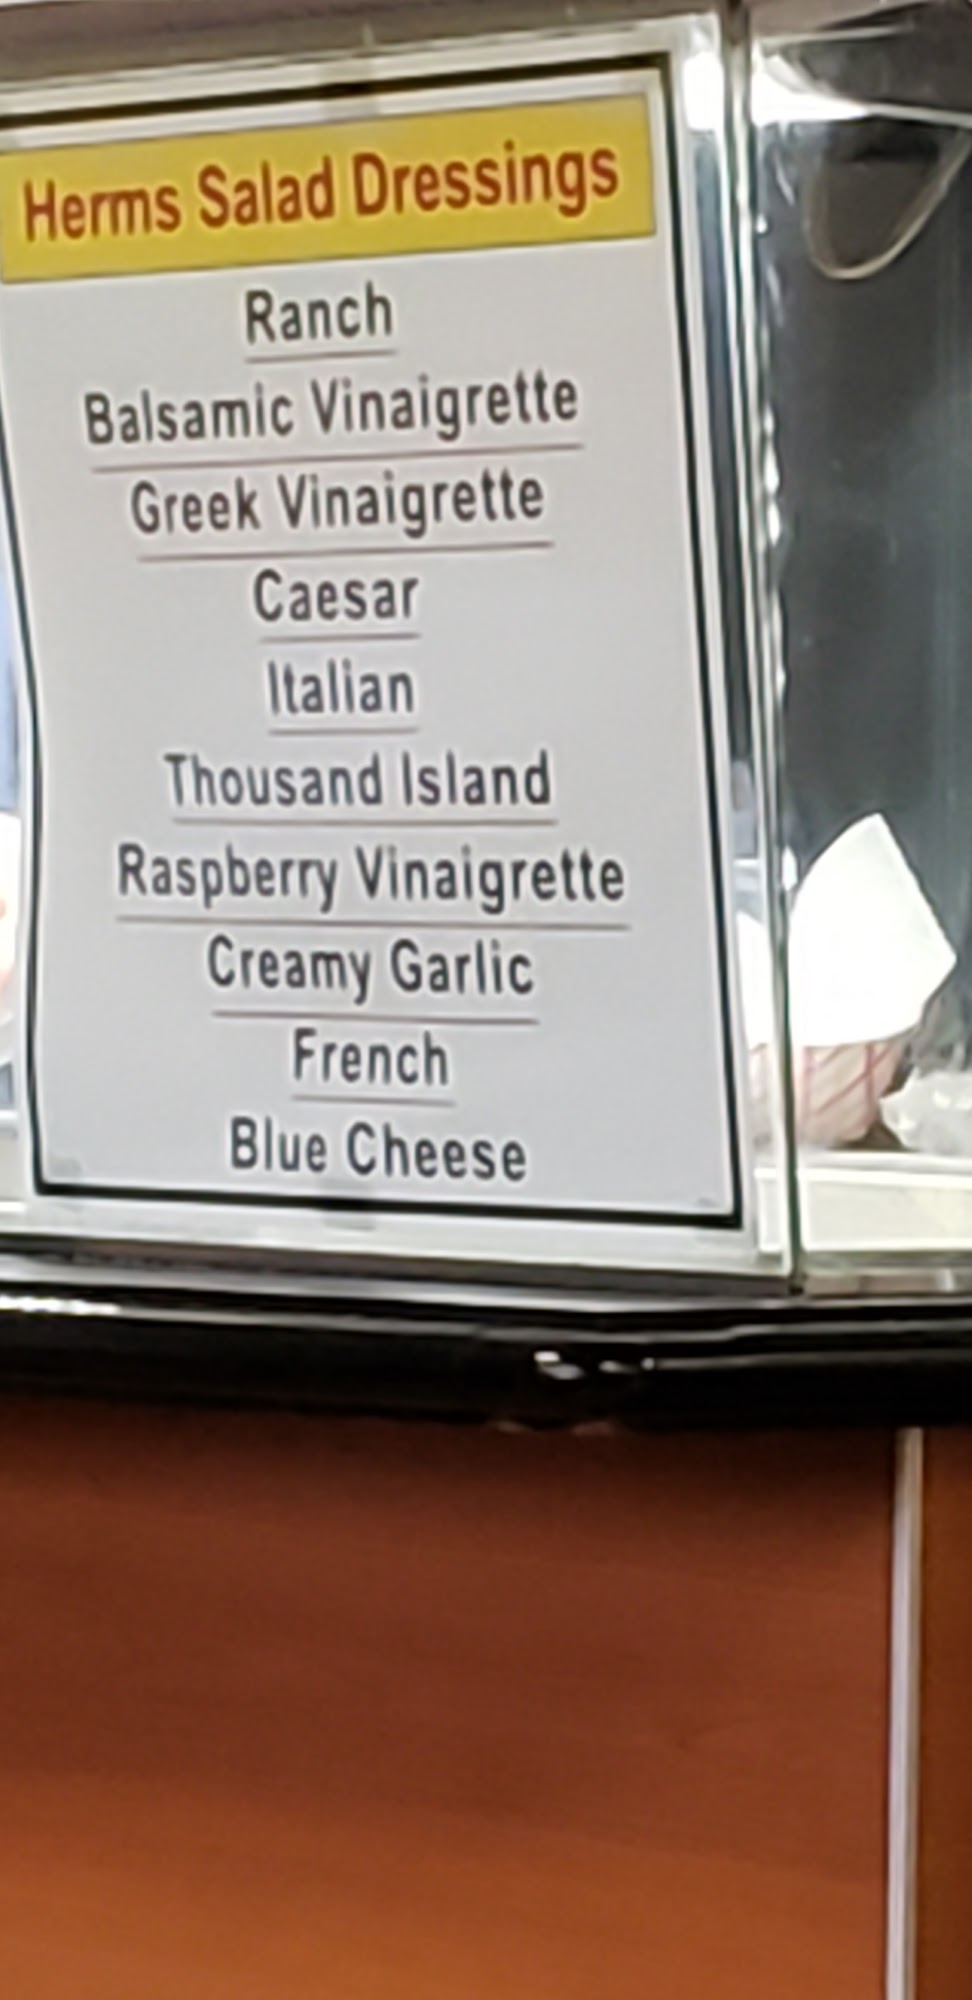 Herms Salad Dressings
Ranch
Balsamic Vinaigrette
Greek Vinaigrette
Caesar
Italian
Thousand Island
Raspberry Vinaigrette
Creamy Garlic
French
Blue Cheese